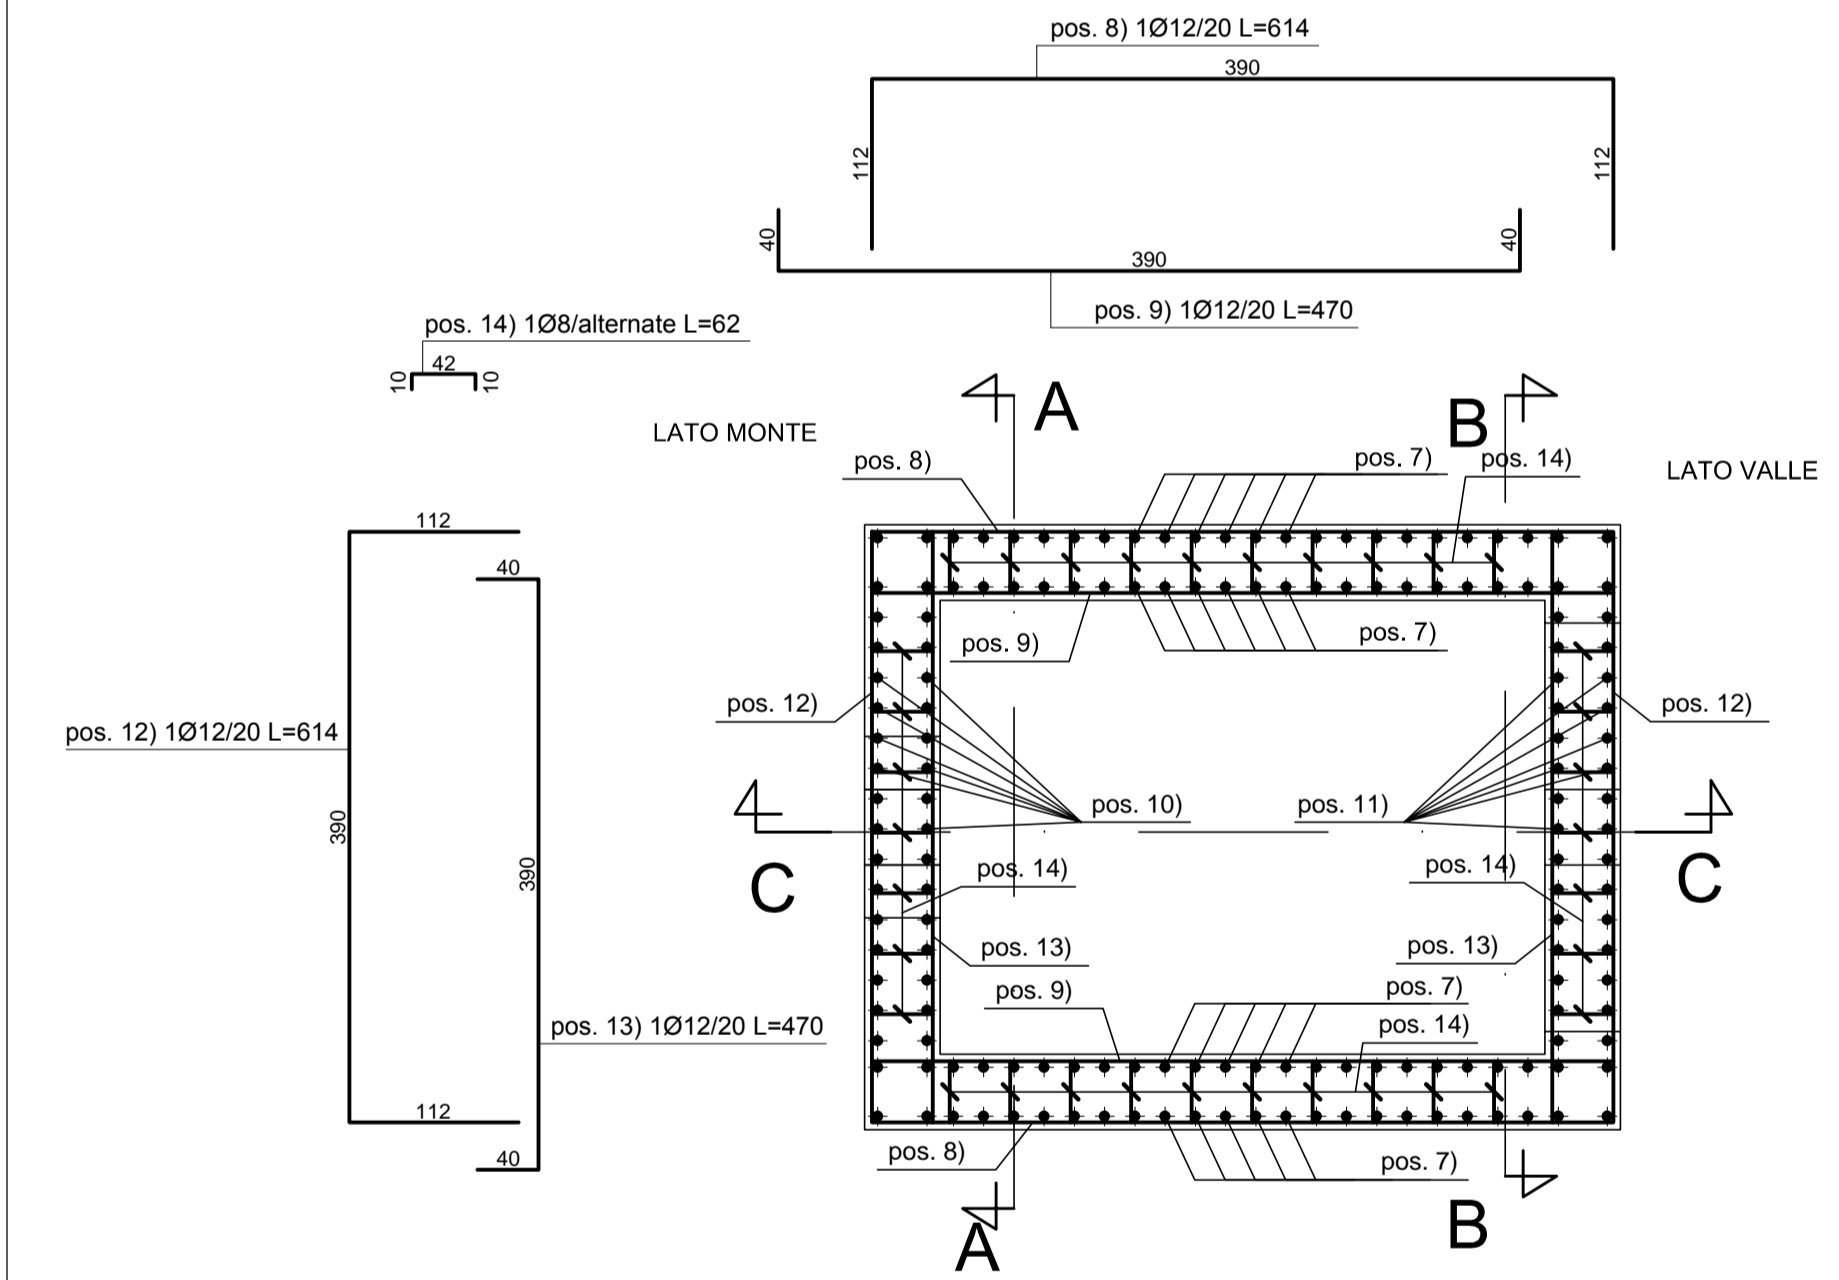 pos. 8) 1Ø12/20 L=614
390
112
112
40
40
390
pos. 9) 1Ø12/20 L=470
pos. 14) 1Ø8/alternate L=62
42
10
10
A
B
LATO MONTE
pos. 8)
pos. 7)
pos. 14)
LATO VALLE
112
40
pos. 9)
pos. 7)
pos. 12)
pos. 12)
pos. 12) 1Ø12/20 L=614
390
390
pos. 10)
pos. 11)
C
C
pos. 14)
pos. 14)
pos. 13)
pos. 13)
pos. 9)
pos. 7)
pos. 13) 1Ø12/20 L=470
pos. 14)
112
40
pos. 8)
pos. 7)
A
B